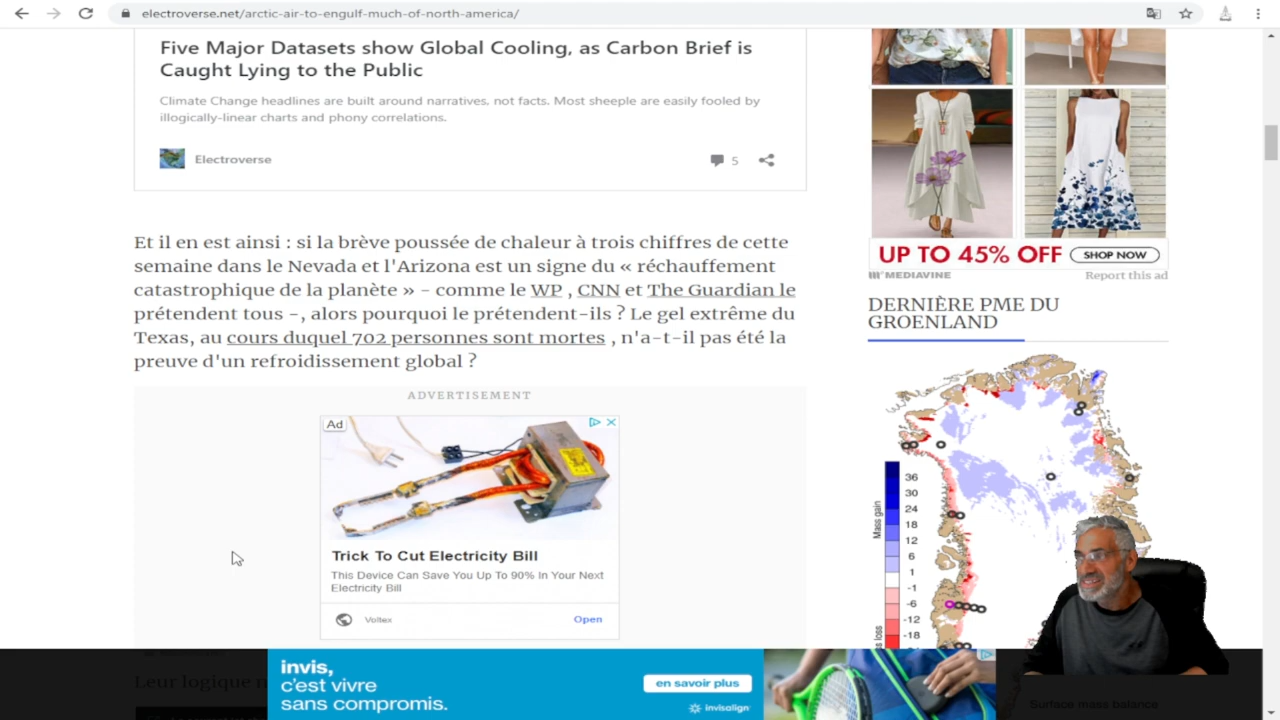 electroverse.net/arctic-air-to-engulf-much-of-north-america/
Five Major Datasets show Global Cooling, as Carbon Brief is
Caught Lying to the Public
Climate Change headlines are built around narratives, not facts. Most sheeple are easily fooled by
illogically-linear charts and phony correlations.
Electroverse
5
Et il en est ainsi : si la brève poussée de chaleur à trois chiffres de cette
semaine dans le Nevada et l'Arizona est un signe du « réchauffement
catastrophique de la planète » - comme le WP , CNN et The Guardian le
prétendent tous -, alors pourquoi le prétendent-ils ? Le gel extrême du
Texas, au cours duquel 702 personnes sont mortes , n'a-t-il pas été la
preuve d'un refroidissement global ?
ADVERTISEMENT
Ad
Trick To Cut Electricity Bill
This Device Can Save You Up To 90% In Your Next
Electricity Bill
Voltex
Open
Leur logique n
UP TO 45% OFF
SHOP NOW
MEDIAVINE
Report this ad
DERNIÈRE PME DU
GROENLAND
Mass gain
36
30
24
18
12
6
1
-1
-6
-12
-18
loss
Surface mass balance
invis,
c'est vivre
sans compromis.
en savoir plus
invisalign